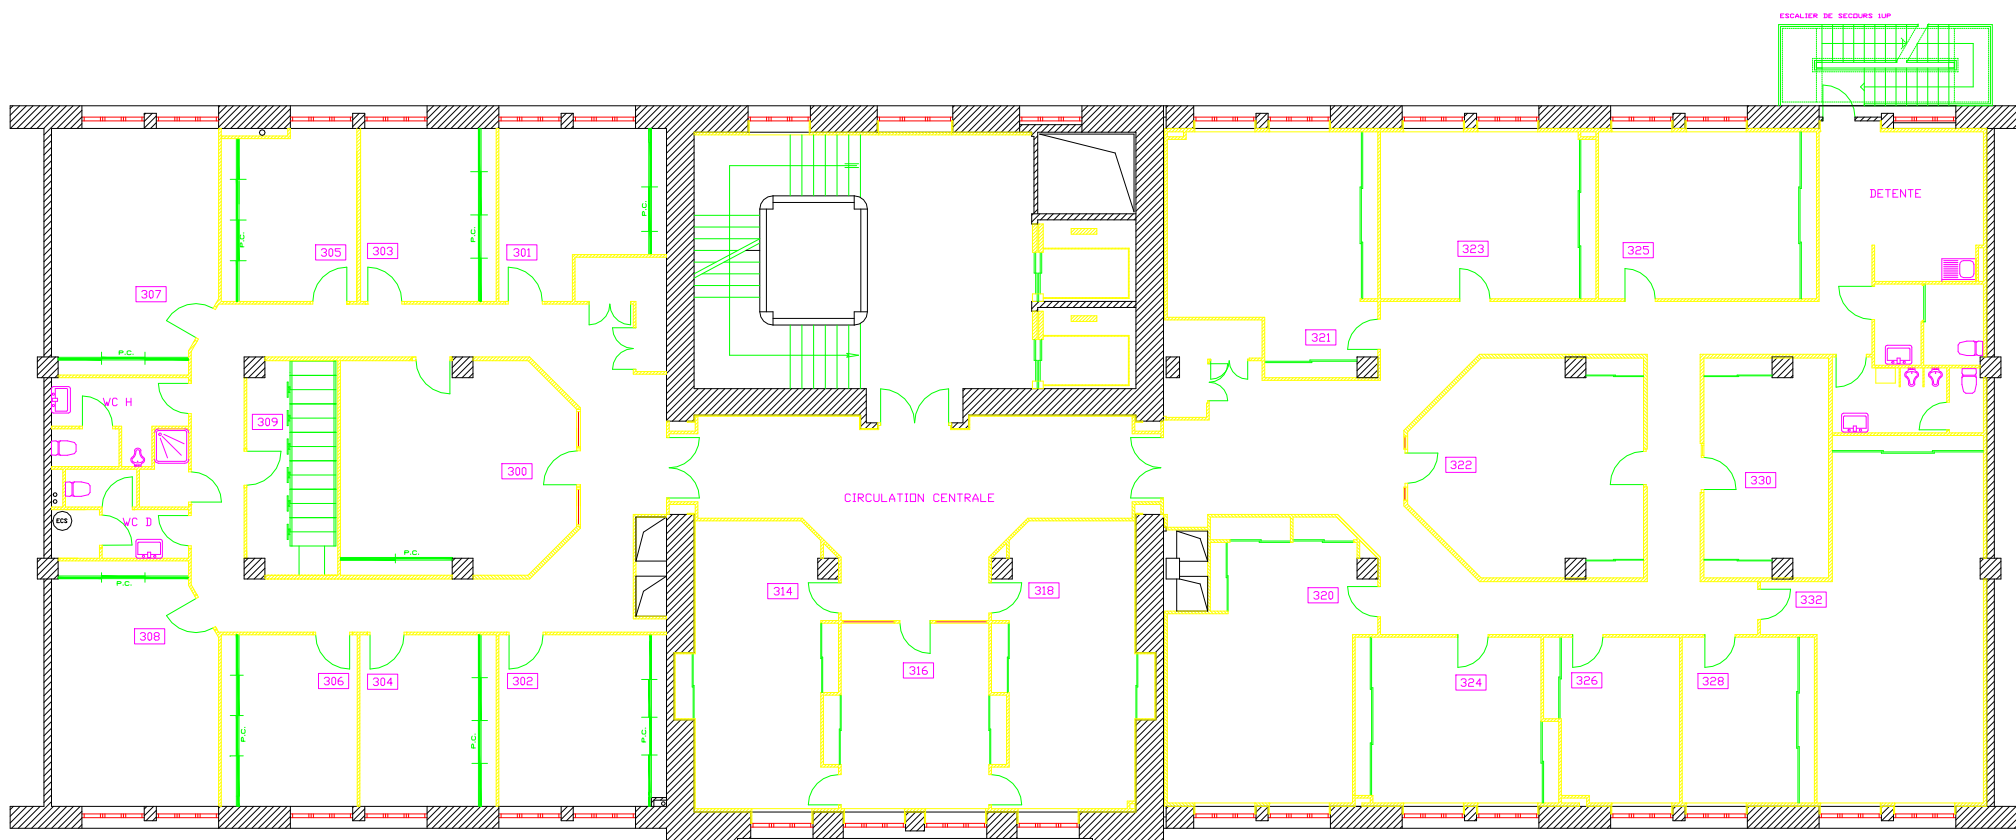 ESCALIER DE SECOURS 1UP
DETENTE
P.C.
P.C.
P.C.
305
303
301
323
325
307
321
P.C.
WC H
309
300
322
330
CIRCULATION CENTRALE
ECS
WC D
P.C.
P.C.
314
318
320
332
308
316
306
304
302
324
326
328
P.C.
P.C.
P.C.